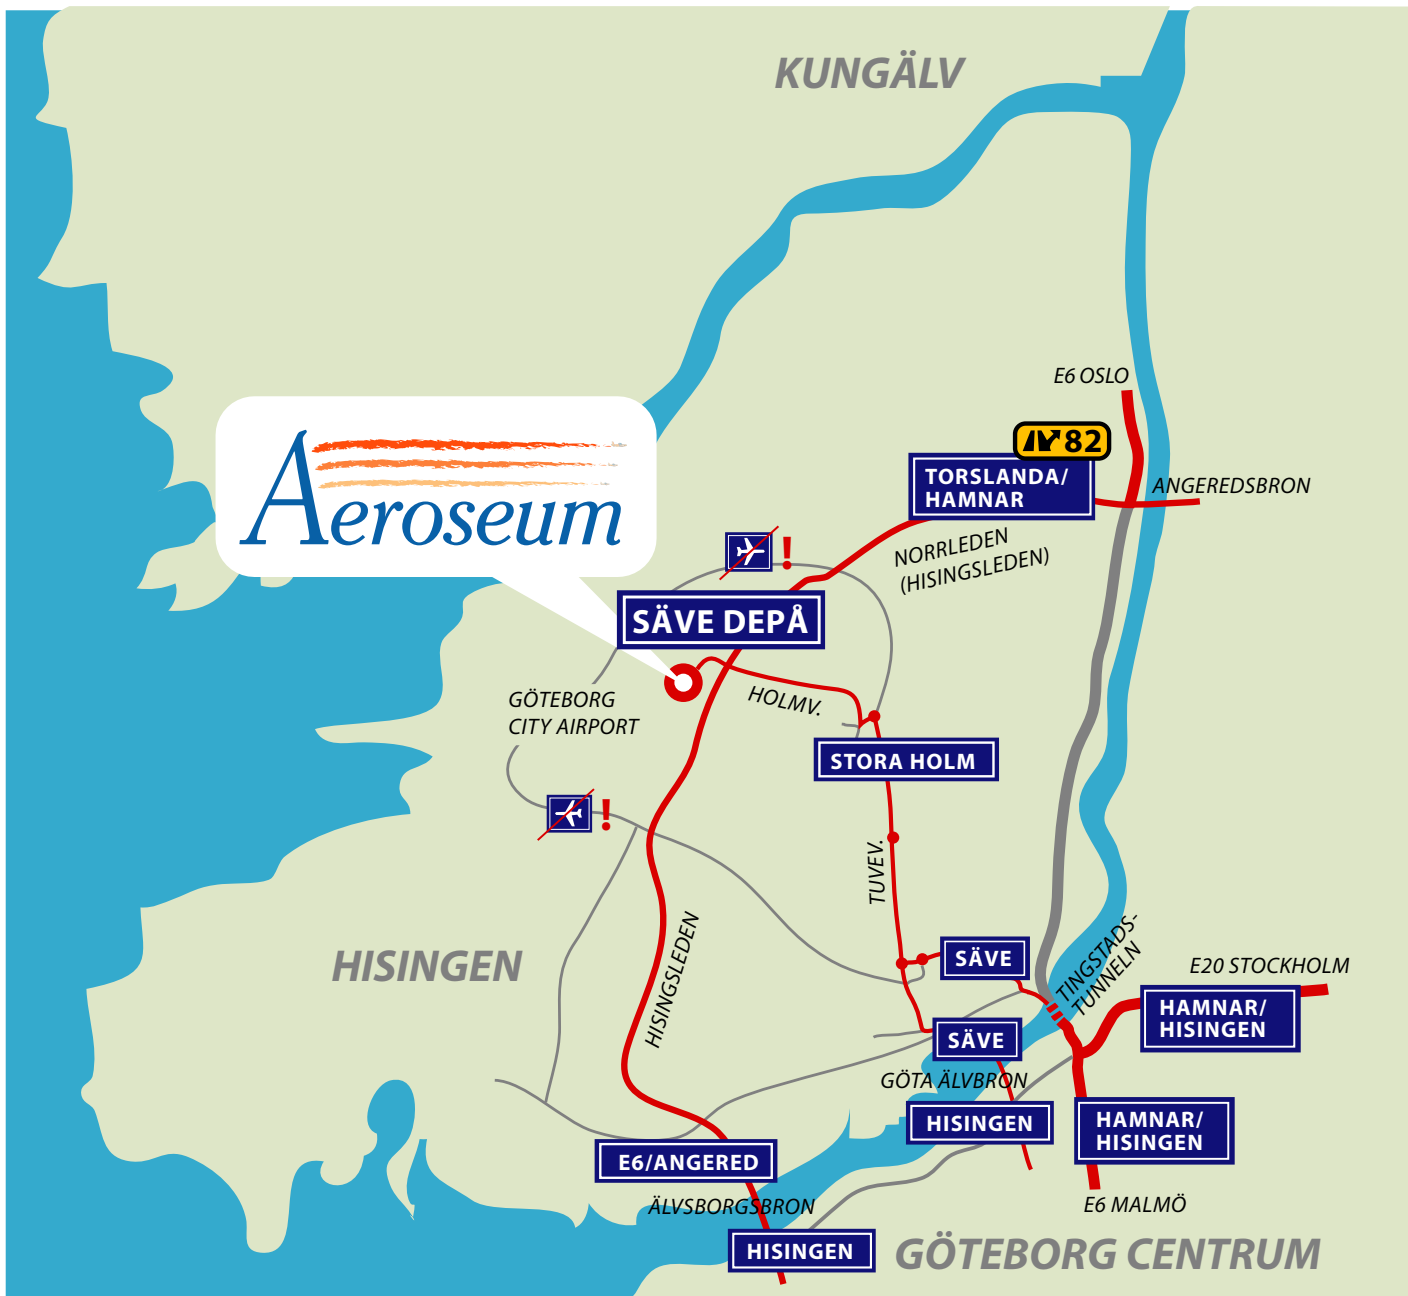 KUNGÄLV
E6 OSLO
82
TORSLANDA/
HAMNAR
ANGEREDSBRON
Aeroseum
!
NORRLEDEN
(HISINGSLEDEN)
SÄVE DEPÅ
GÖTEBORG
CITY AIRPORT
HOLMV.
STORA HOLM
!
TUVEV.
HISINGEN
HISINGSLEDEN
SÄVE
TINGSTADS-
TUNNELN
E20 STOCKHOLM
HAMNAR/
HISINGEN
SÄVE
GÖTA ÄLVBRON
HISINGEN
HAMNAR/
HISINGEN
E6/ANGERED
ÄLVSBORGSBRON
E6 MALMÖ
HISINGEN
GÖTEBORG CENTRUM